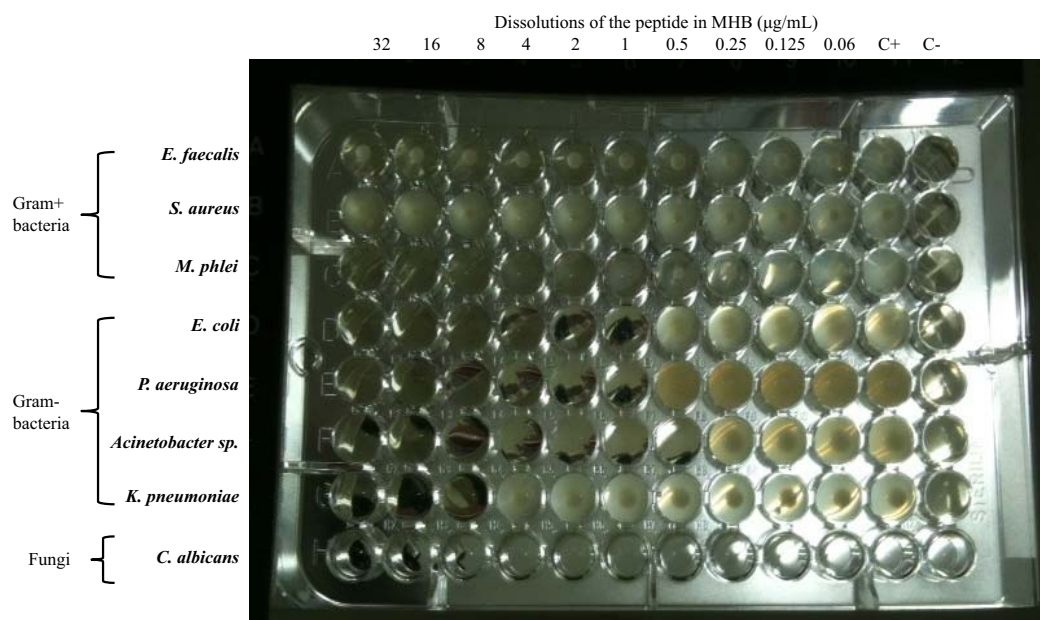 Dissolutions of the peptide in MHB (µg/mL)
32 16 8 4 2 1 0.5 0.25 0.125 0.06 C+ C-
E. faecalis
Gram+
bacteria
S. aureus
M. phlei
E. coli
P. aeruginosa
Gram-
bacteria
Acinetobacter sp.
K. pneumoniae
Fungi
C. albicans
A
B
C
D
E
F
G
H
STERILE